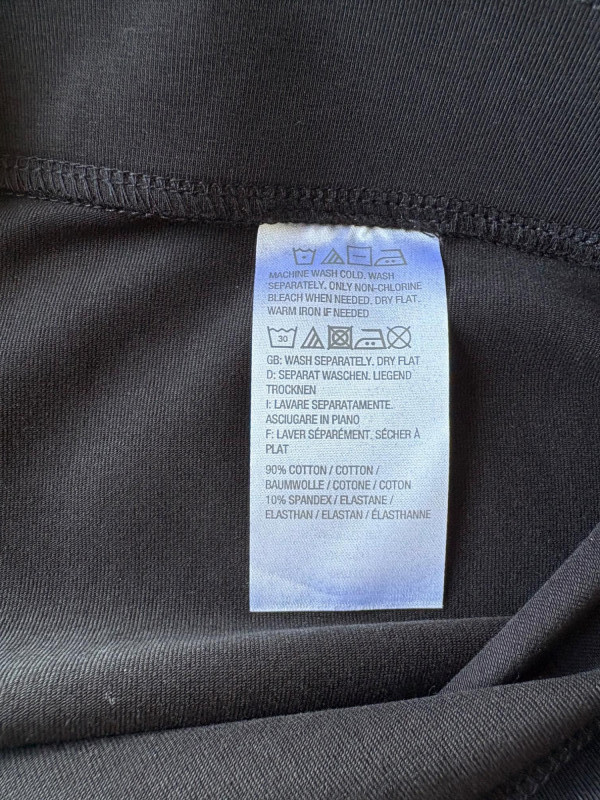 MACHINE WASH COLD. WASH
SEPARATELY. ONLY NON-CHLORINE
BLEACH WHEN NEEDED. DRY FLAT.
WARM IRON IF NEEDED
30
GB: WASH SEPARATELY. DRY FLAT
D: SEPARAT WASCHEN. LIEGEND
TROCKNEN
I: LAVARE SEPARATAMENTE.
ASCIUGARE IN PIANO
F: LAVER SÉPARÉMENT. SÉCHER À
PLAT
90% COTTON / COTTON /
BAUMWOLLE / COTONE / COTON
10% SPANDEX / ELASTANE /
ELASTHAN / ELASTAN / ÉLASTHANNE